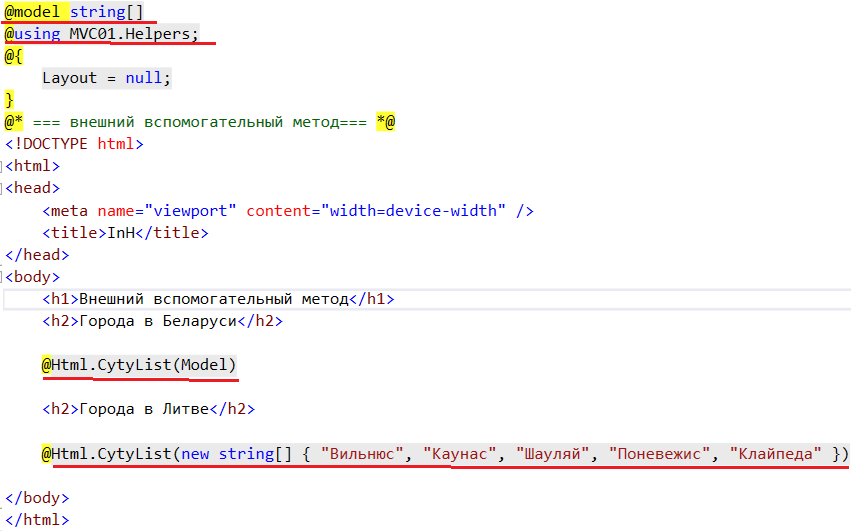 @model string[]
@using MVC01.Helpers;
@{
    Layout = null;
}
@* === внешний вспомогательный метод=== *@
<!DOCTYPE html>
<html>
<head>
    <meta name="viewport" content="width=device-width" />
    <title>InH</title>
</head>
<body>
    <h1>Внешний вспомогательный метод</h1>
    <h2>Города в Беларуси</h2>
    @Html.CytyList(Model)
    <h2>Города в Литве</h2>
    @Html.CytyList(new string[] { "Вильнюс", "Каунас", "Шауляй", "Поневежис", "Клайпеда" })
</body>
</html>